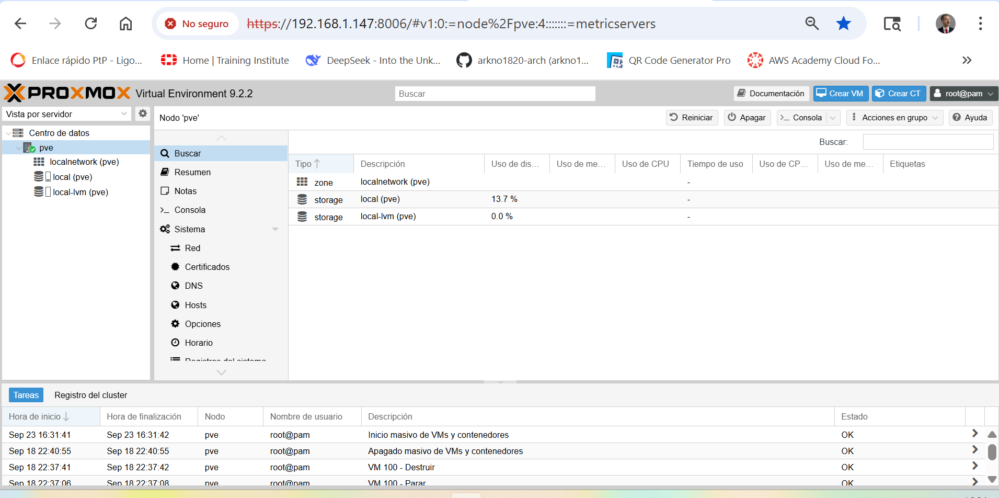 No seguro https://192.168.1.147:8006/#v1:0:=node%2Fpve:4:::::::=metricservers
Enlace rápido PtP - Ligo... Home | Training Institute DeepSeek - Into the Unk... arkno1820-arch (arkno1... QR Code Generator Pro AWS Academy Cloud Fo...
PROXMOX Virtual Environment 9.2.2 Buscar Documentación Crear VM Crear CT root@pam
Vista por servidor
Nodo 'pve' Reiniciar Apagar Consola Acciones en grupo Ayuda
Centro de datos
pve
localnetwork (pve)
local (pve)
local-lvm (pve)
Buscar
Resumen
Notas
Consola
Sistema
Red
Certificados
DNS
Hosts
Opciones
Horario
Registros del sistema
Buscar:
Tipo Descripción Uso de dis... Uso de me... Uso de CPU Tiempo de uso Uso de CP... Uso de me... Etiquetas
zone localnetwork (pve) -
storage local (pve) 13.7 % -
storage local-lvm (pve) 0.0 % -
Tareas Registro del cluster
Hora de inicio Hora de finalización Nodo Nombre de usuario Descripción Estado
Sep 23 16:31:41 Sep 23 16:31:42 pve root@pam Inicio masivo de VMs y contenedores OK
Sep 18 22:40:55 Sep 18 22:40:55 pve root@pam Apagado masivo de VMs y contenedores OK
Sep 18 22:37:41 Sep 18 22:37:42 pve root@pam VM 100 - Destruir OK
Sep 18 22:37:06 Sep 18 22:37:08 pve root@pam VM 100 - Parar OK